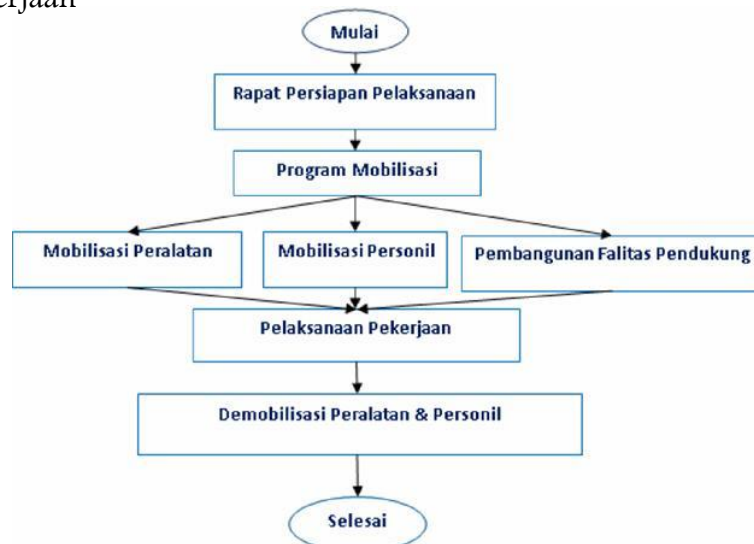 erjaan
Mulai
Rapat Persiapan Pelaksanaan
Program Mobilisasi
Mobilisasi Peralatan
Mobilisasi Personil
Pembangunan Falitas Pendukung
Pelaksanaan Pekerjaan
Demobilisasi Peralatan & Personil
Selesai